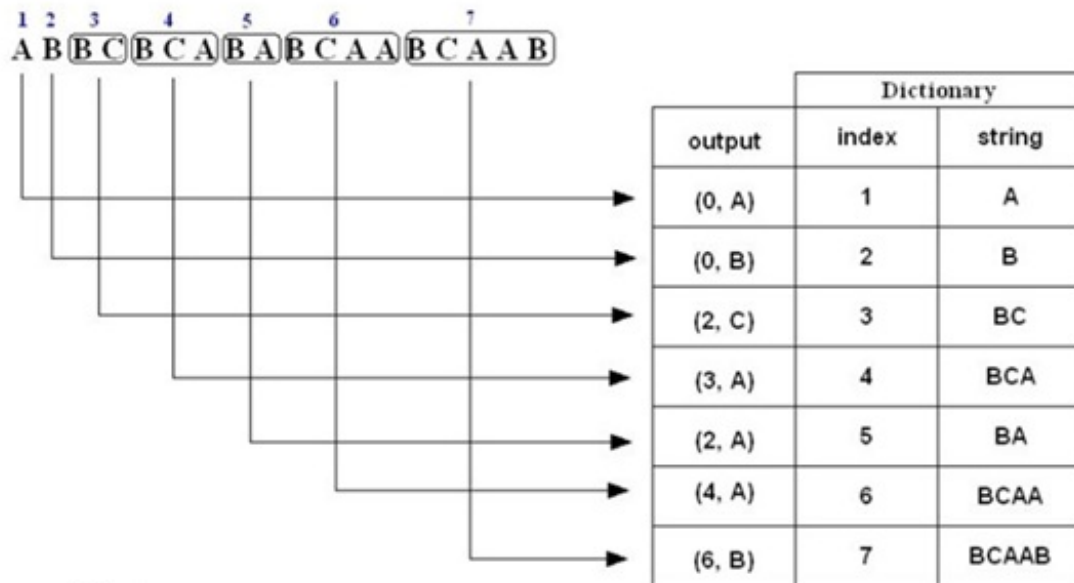 1 2 3 4 5 6 7
A B B C B C A B A B C A A B C A A B
Dictionary
output index string
(0, A) 1 A
(0, B) 2 B
(2, C) 3 BC
(3, A) 4 BCA
(2, A) 5 BA
(4, A) 6 BCAA
(6, B) 7 BCAAB